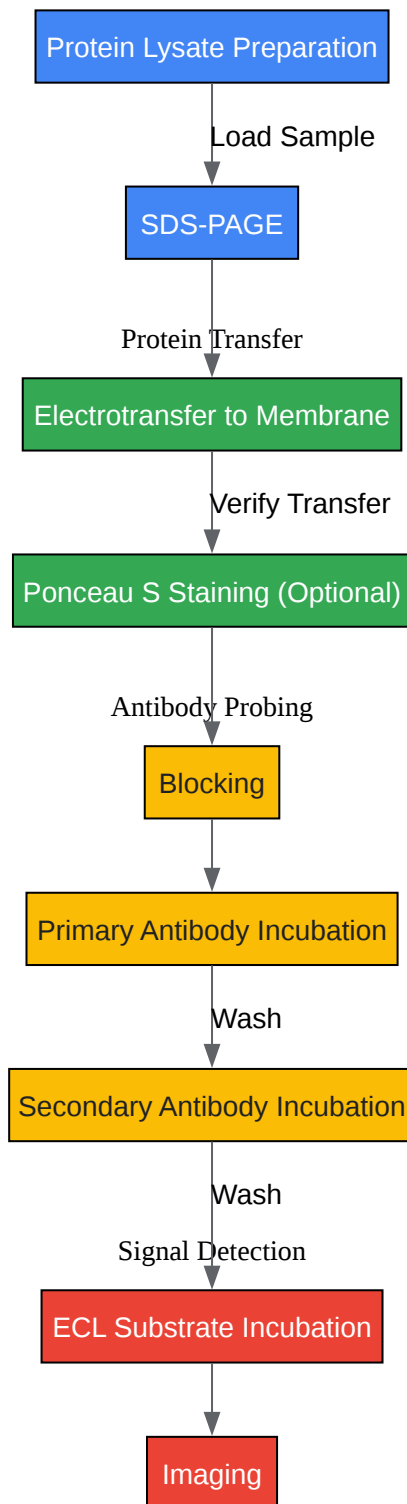 Protein Lysate Preparation
Load Sample
SDS-PAGE
Protein Transfer
Electrotransfer to Membrane
Verify Transfer
Ponceau S Staining (Optional)
Antibody Probing
Blocking
Primary Antibody Incubation
Wash
Secondary Antibody Incubation
Wash
Signal Detection
ECL Substrate Incubation
Imaging